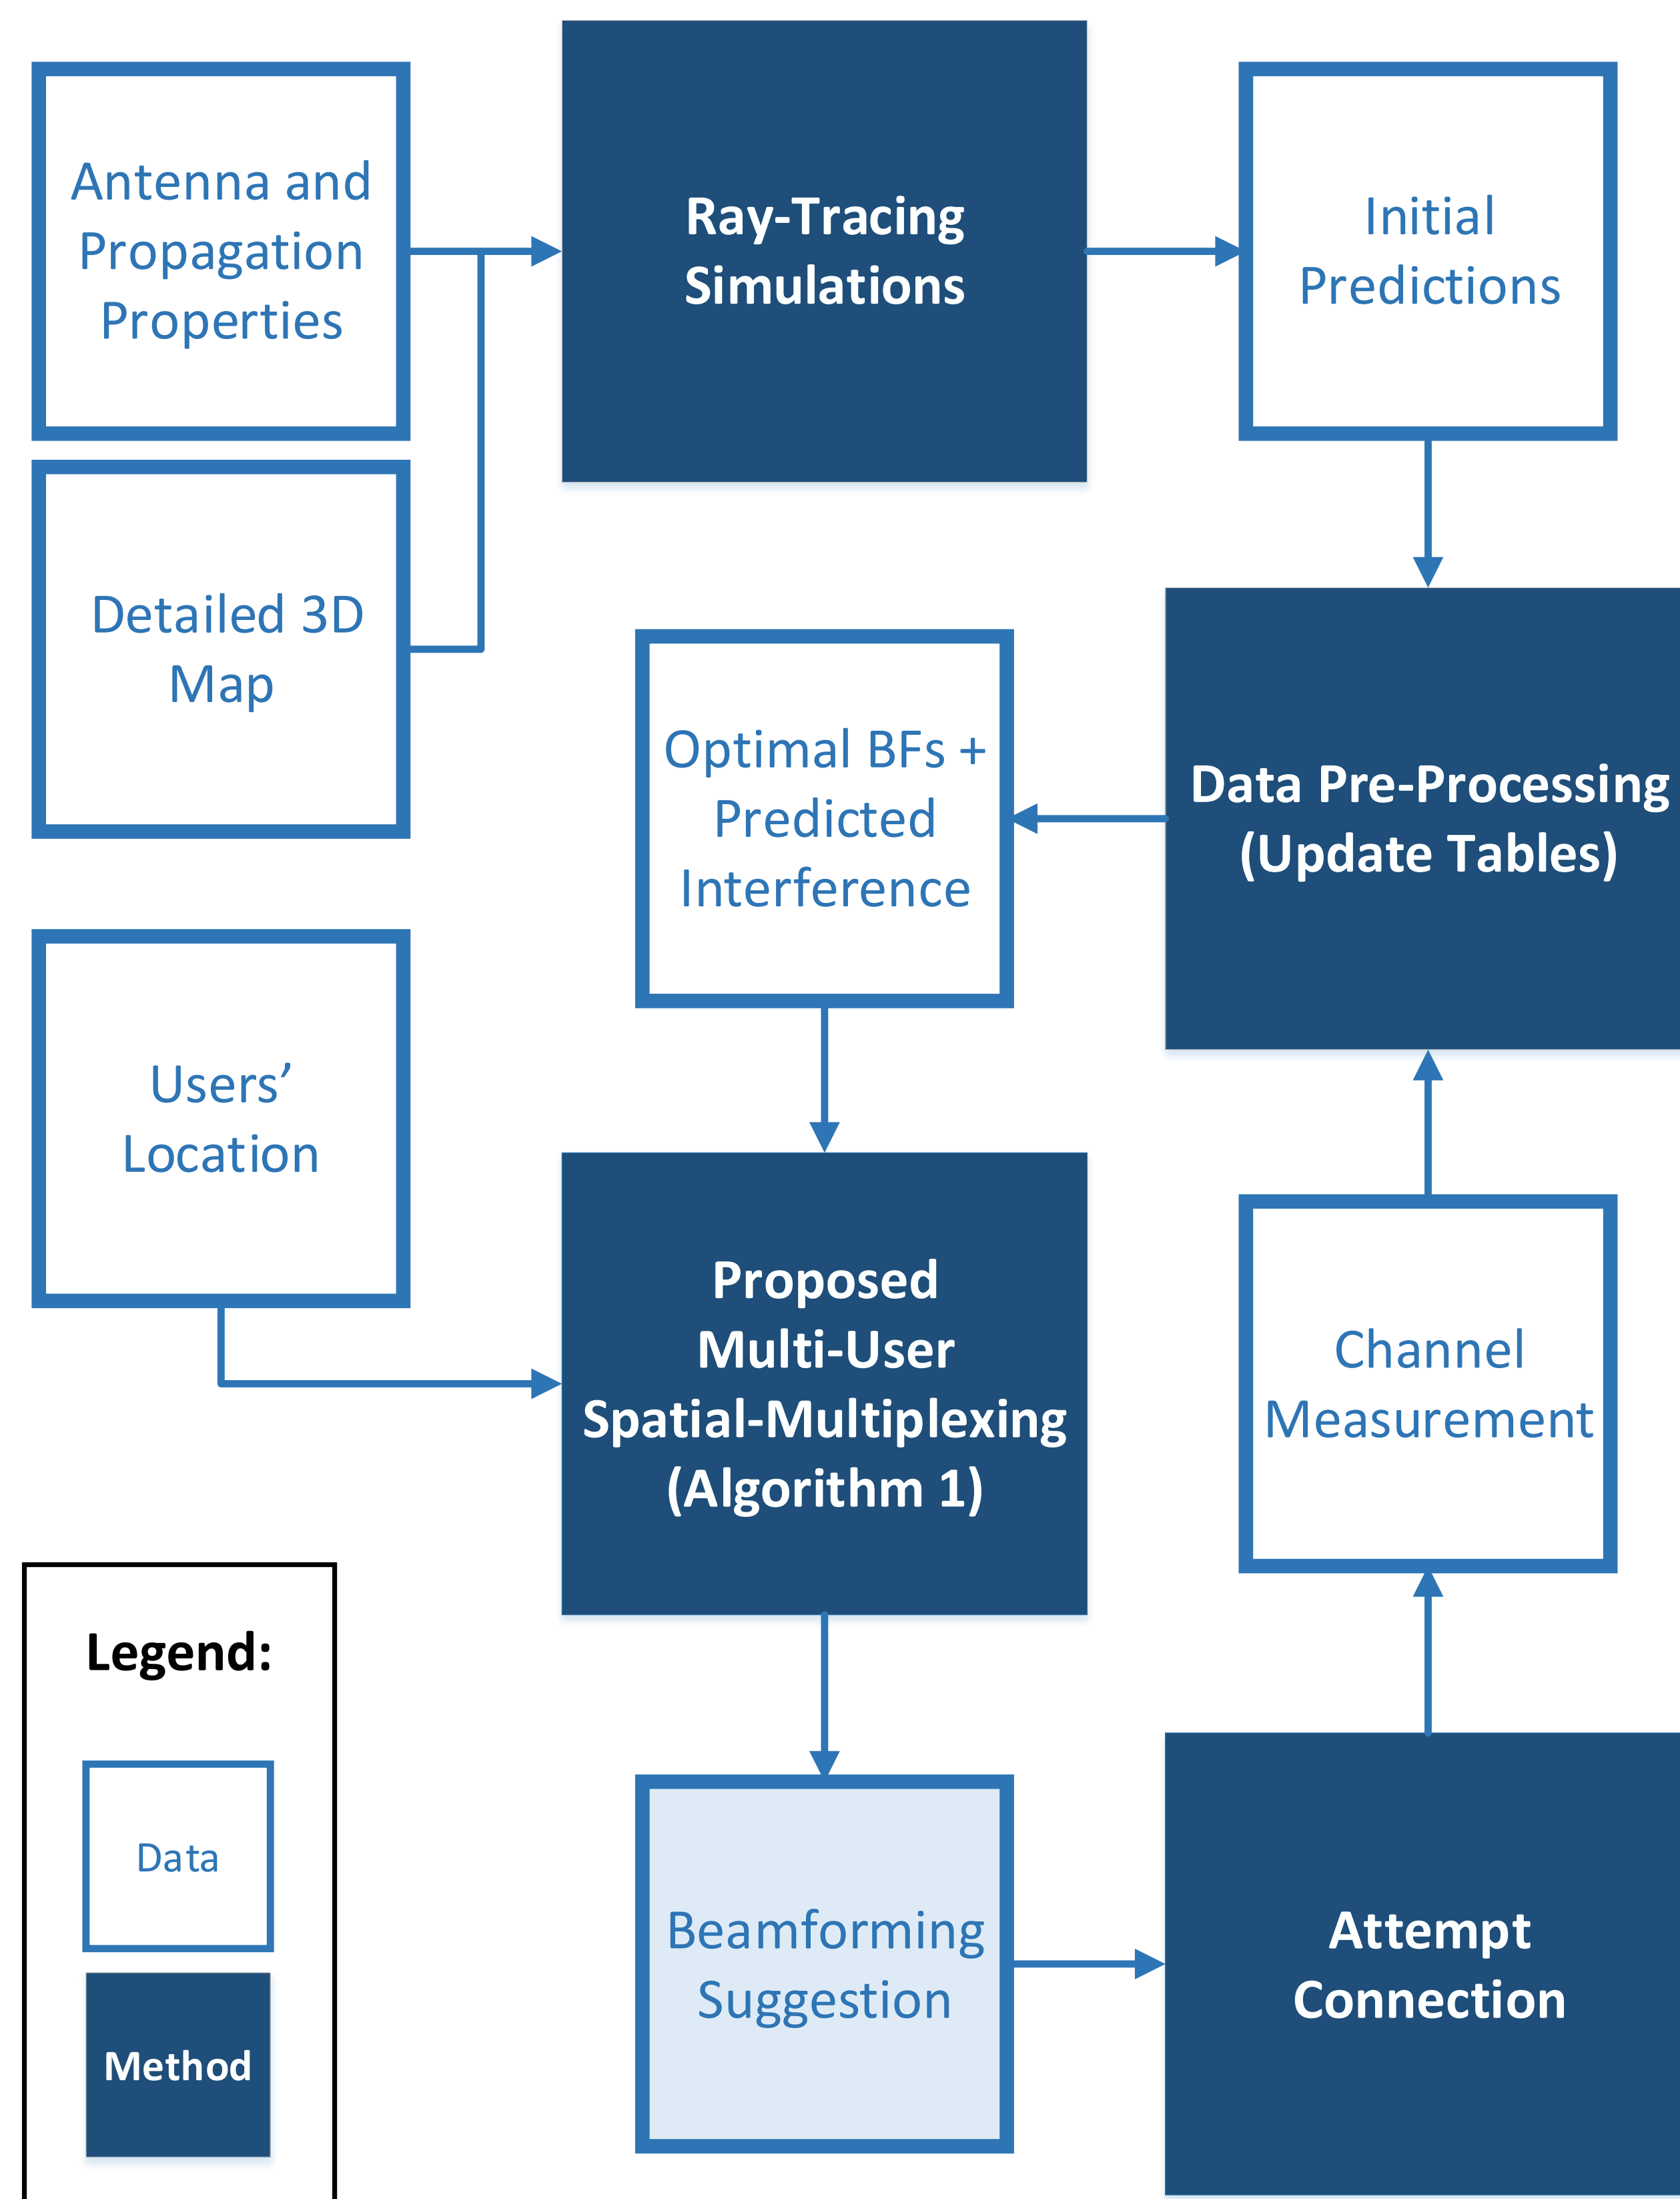 Antenna and
Propagation
Properties
Ray-Tracing
Simulations
Initial
Predictions
Detailed 3D
Map
Optimal BFs +
Predicted
Interference
Data Pre-Processing
(Update Tables)
Users’
Location
Proposed
Multi-User
Spatial-Multiplexing
(Algorithm 1)
Channel
Measurement
Legend:
Data
Method
Beamforming
Suggestion
Attempt
Connection